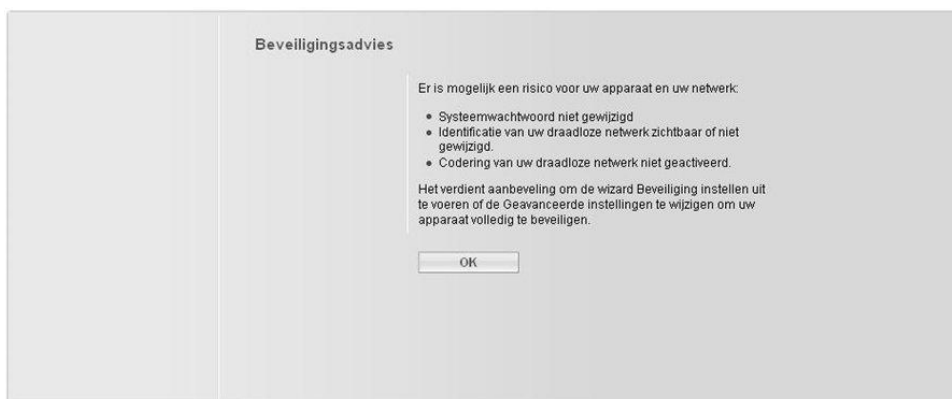 Beveiligingsadvies
Er is mogelijk een risico voor uw apparaat en uw netwerk:
Systeemwachtwoord niet gewijzigd
Identificatie van uw draadloze netwerk zichtbaar of niet
gewijzigd.
Codering van uw draadloze netwerk niet geactiveerd.
Het verdient aanbeveling om de wizard Beveiliging instellen uit
te voeren of de Geavanceerde instellingen te wijzigen om uw
apparaat volledig te beveiligen.
OK